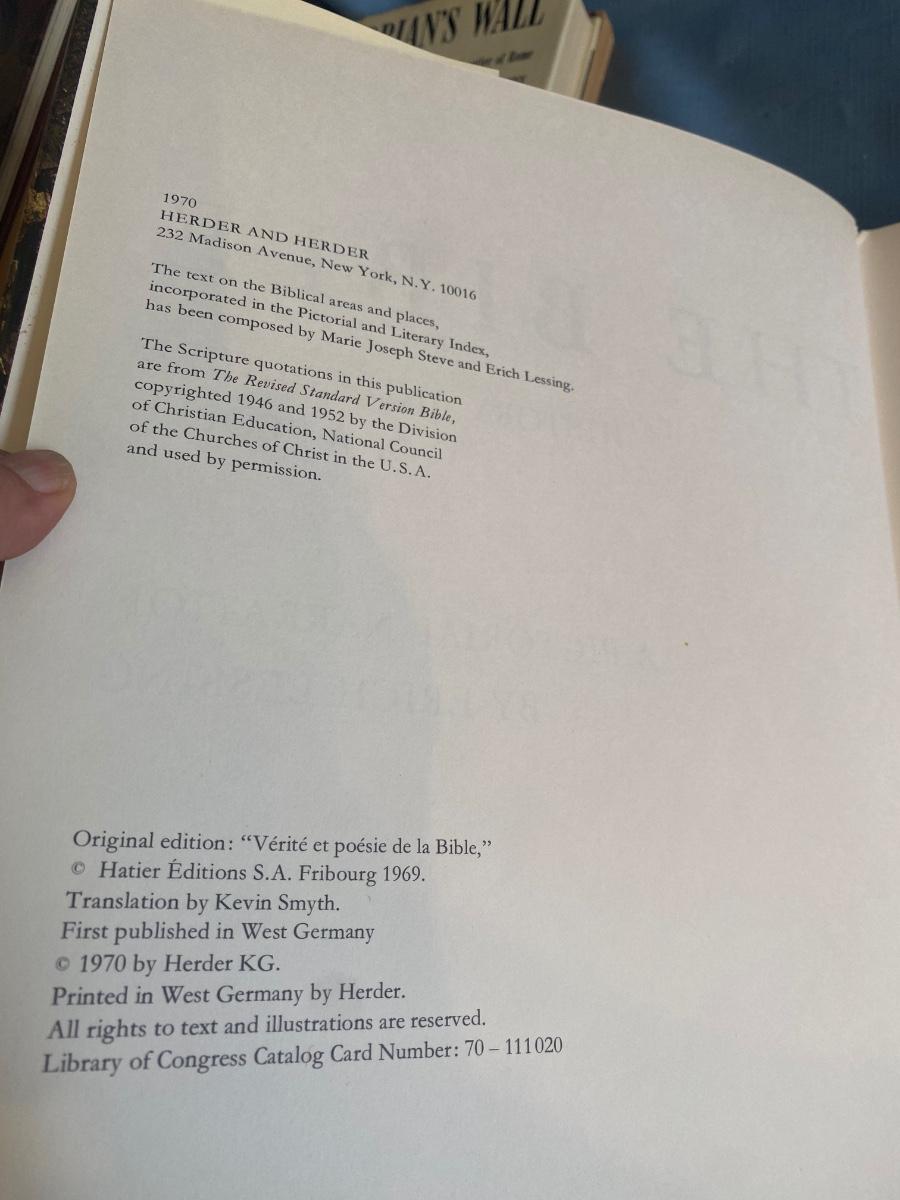 RIAN'S WALL
of Rome
1970
HERDER AND HERDER
232 Madison Avenue, New York, N.Y. 10016
The text on the Biblical areas and places,
incorporated in the Pictorial and Literary Index,
has been composed by Marie Joseph Steve and Erich Lessing.
The Scripture quotations in this publication
are from The Revised Standard Version Bible,
copyrighted 1946 and 1952 by the Division
of Christian Education, National Council
of the Churches of Christ in the U.S.A.
and used by permission.
Original edition: “Vérité et poésie de la Bible,”
© Hatier Éditions S.A. Fribourg 1969.
Translation by Kevin Smyth.
First published in West Germany
© 1970 by Herder KG.
Printed in West Germany by Herder.
All rights to text and illustrations are reserved.
Library of Congress Catalog Card Number: 70 – 111020